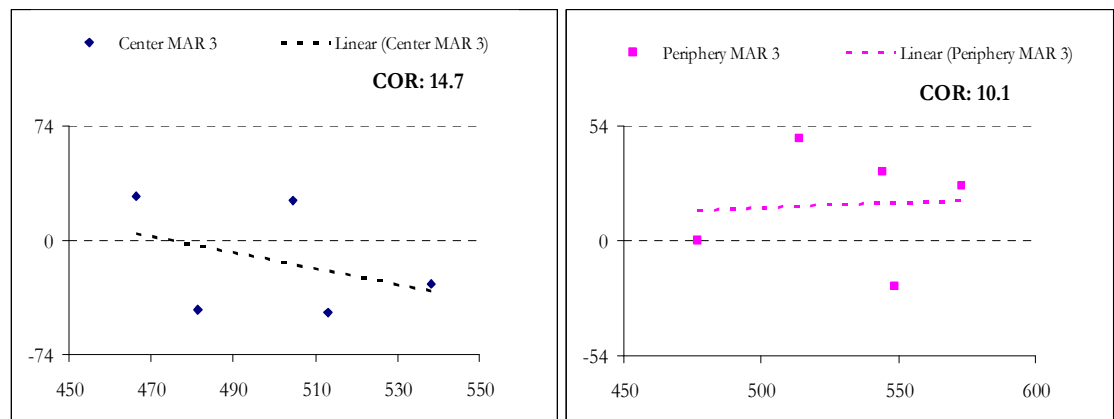 Center MAR 3 Linear (Center MAR 3)
COR: 14.7
74
0
-74
450 470 490 510 530 550
Periphery MAR 3 Linear (Periphery MAR 3)
COR: 10.1
54
0
-54
450 500 550 600